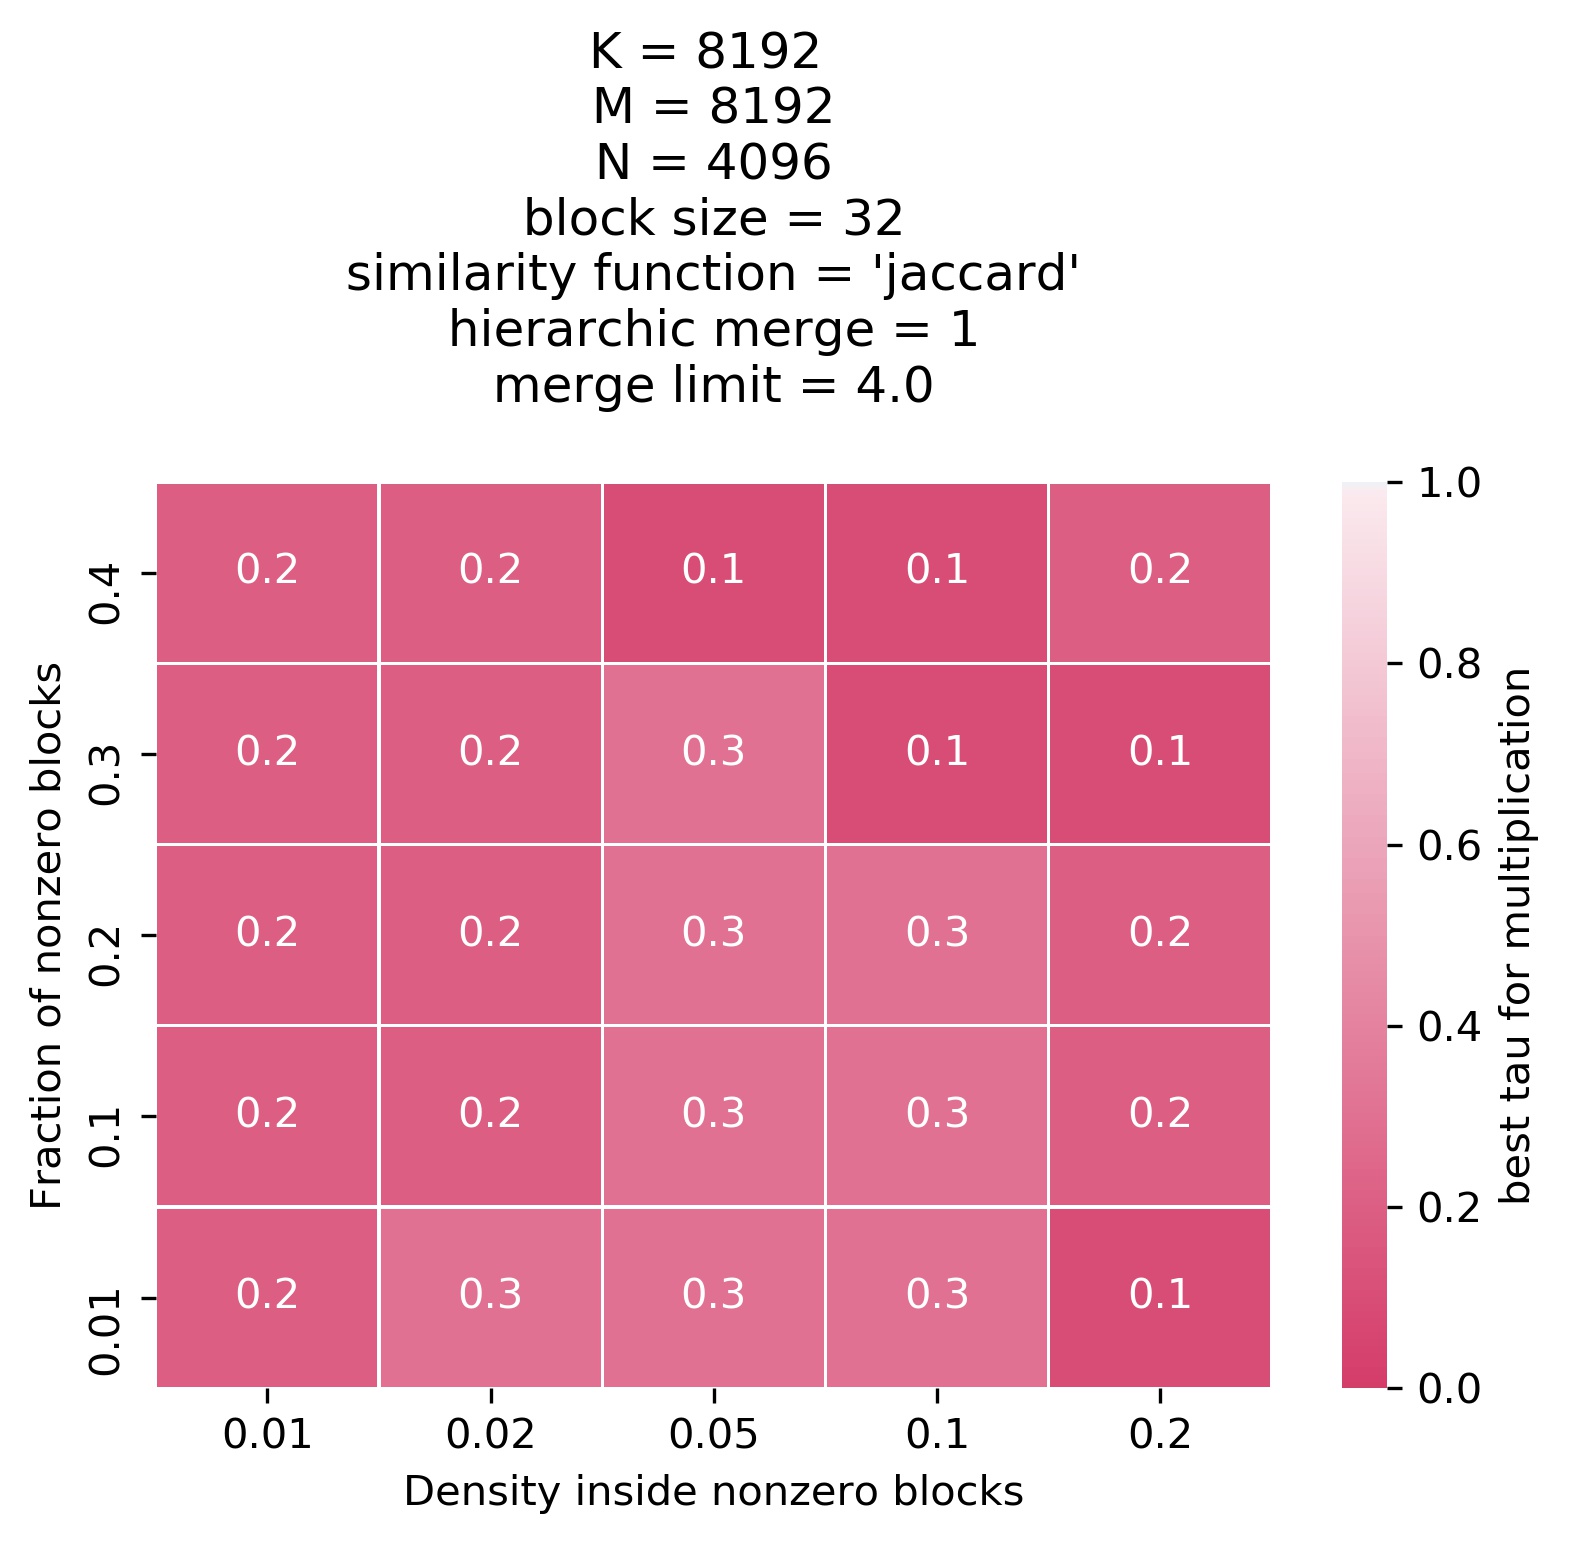 K = 8192
M = 8192
N = 4096
block size = 32
similarity function = 'jaccard'
hierarchic merge = 1
merge limit = 4.0
Fraction of nonzero blocks
0.4
0.2 0.2 0.1 0.1 0.2
0.3
0.2 0.2 0.3 0.1 0.1
0.2
0.2 0.2 0.3 0.3 0.2
0.1
0.2 0.2 0.3 0.3 0.2
0.01
0.2 0.3 0.3 0.3 0.1
0.01 0.02 0.05 0.1 0.2
Density inside nonzero blocks
1.0
0.8
0.6
0.4
0.2
0.0
best tau for multiplication